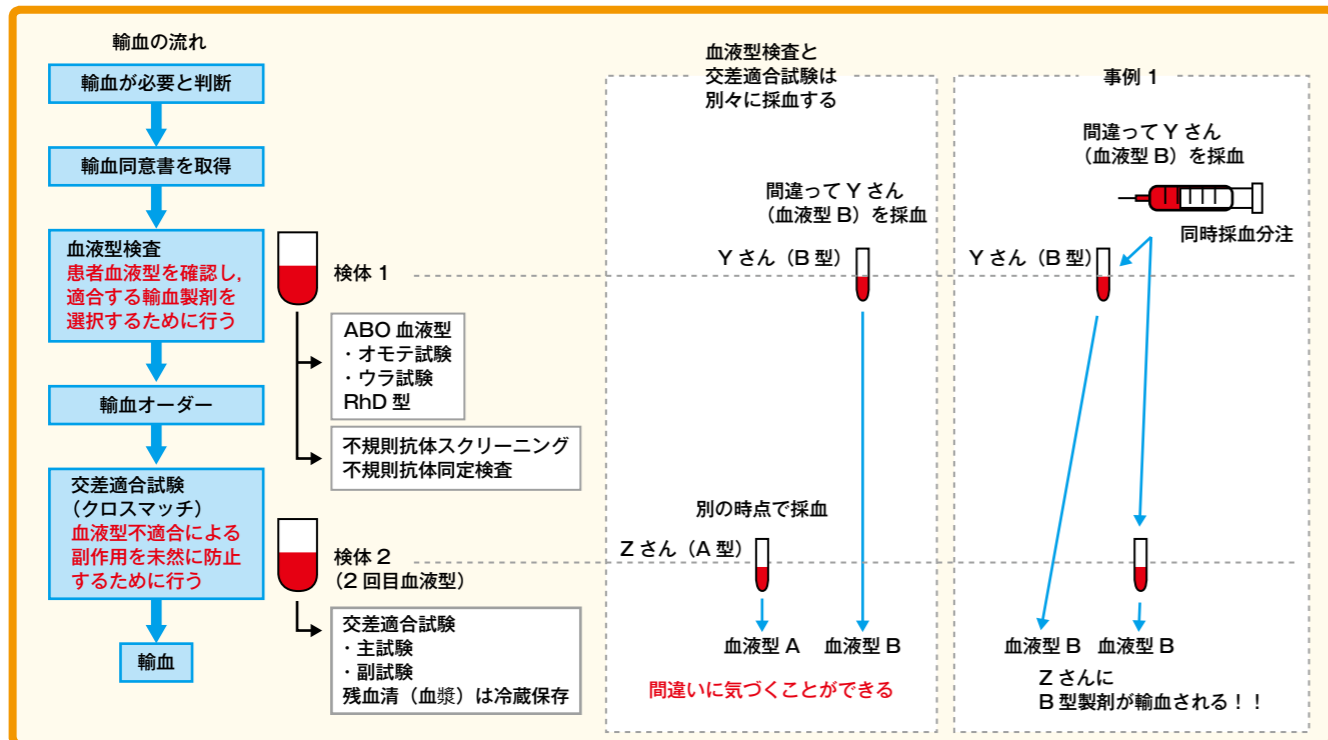 輸血の流れ
輸血が必要と判断
輸血同意書を取得
血液型検査
患者血液型を確認し,
適合する輸血製剤を
選択するために行う
輸血オーダー
交差適合試験
(クロスマッチ)
血液型不適合による
副作用を未然に防止
するために行う
輸血
検体 1
ABO 血液型
・オモテ試験
・ウラ試験
RhD 型
不規則抗体スクリーニング
不規則抗体同定検査
検体 2
(2 回目血液型)
交差適合試験
・主試験
・副試験
残血清(血漿)は冷蔵保存
血液型検査と
交差適合試験は
別々に採血する
間違って Y さん
(血液型 B)を採血
Y さん(B 型)
別の時点で採血
Z さん(A 型)
血液型 A
血液型 B
間違いに気づくことができる
事例 1
間違って Y さん
(血液型 B)を採血
同時採血分注
Y さん(B 型)
血液型 B
血液型 B
Z さんに
B 型製剤が輸血される!!